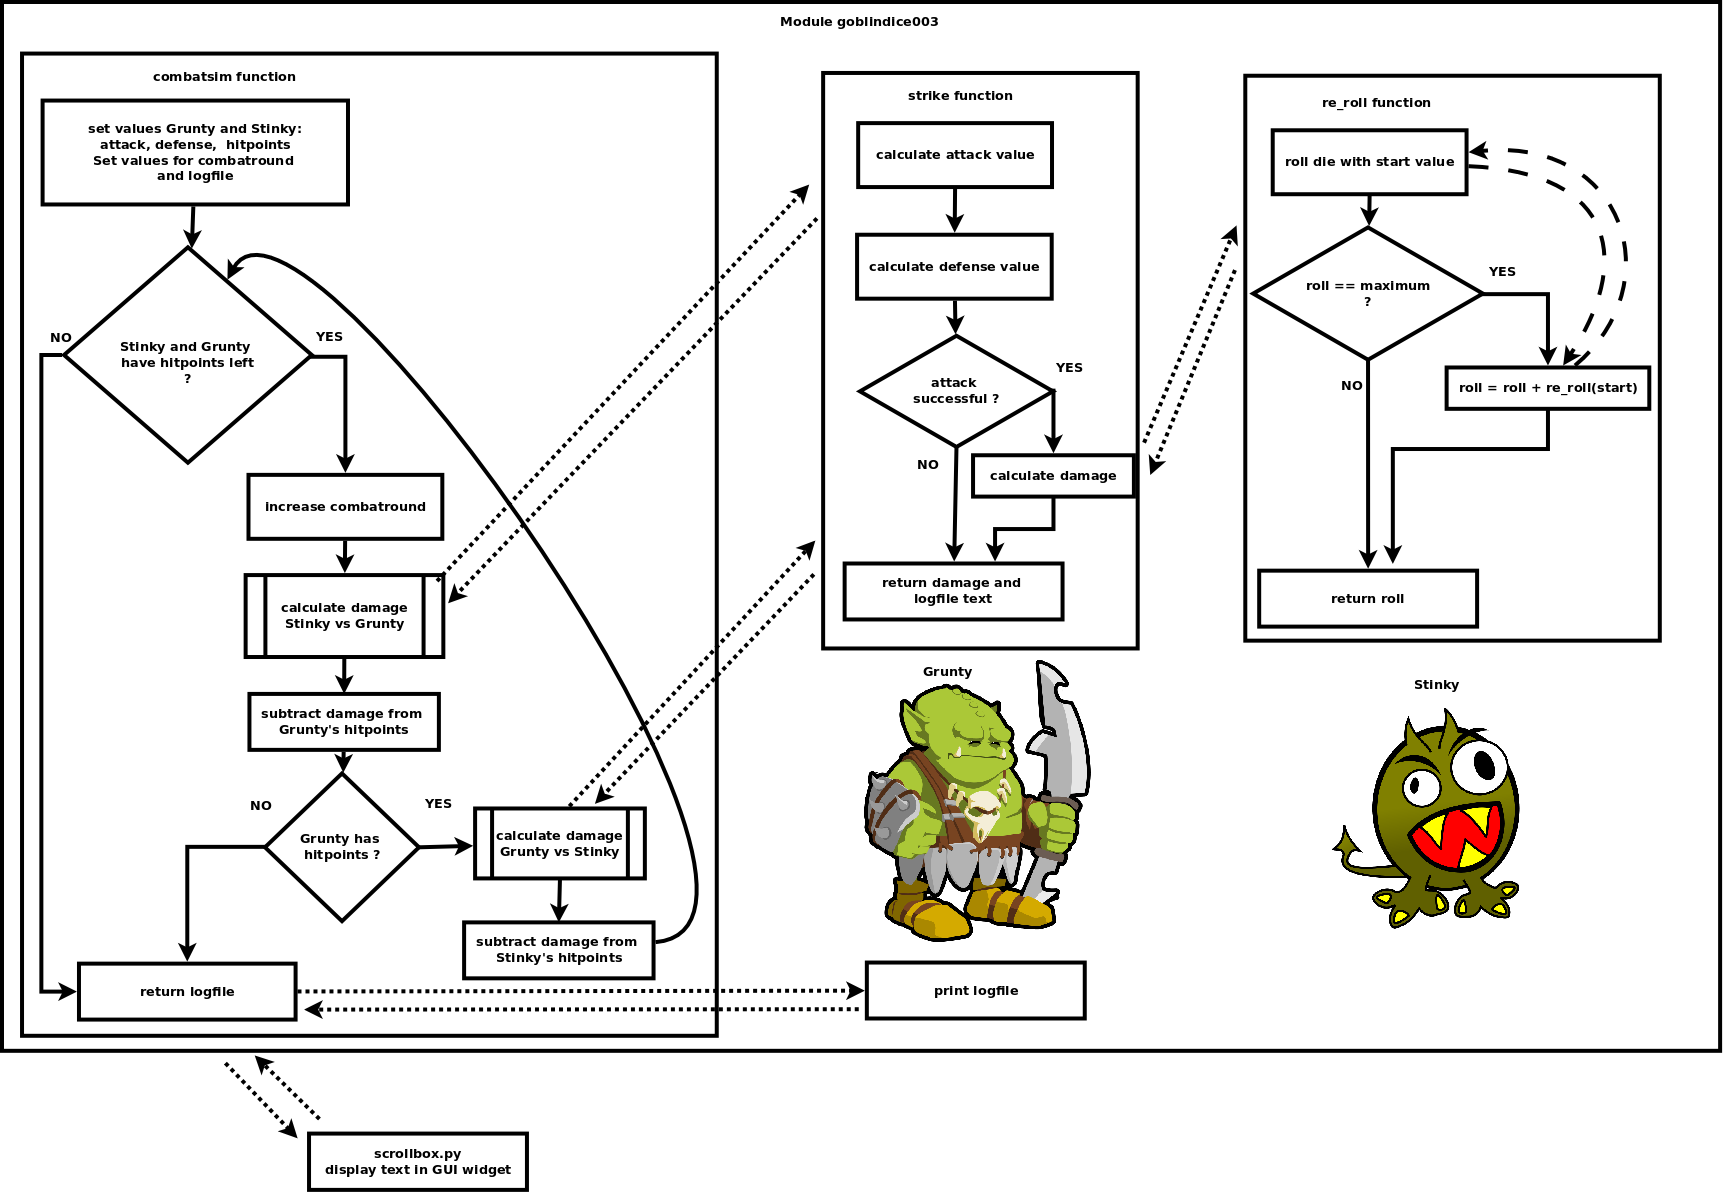 Module goblindice003
combatsim function
set values Grunty and Stinky:
attack, defense, hitpoints
Set values for combatround
and logfile
Stinky and Grunty
have hitpoints left
?
NO
YES
increase combatround
calculate damage
Stinky vs Grunty
subtract damage from
Grunty's hitpoints
Grunty has
hitpoints ?
NO
YES
calculate damage
Grunty vs Stinky
subtract damage from
Stinky's hitpoints
return logfile
strike function
calculate attack value
calculate defense value
attack
successful ?
YES
NO
calculate damage
return damage and
logfile text
re_roll function
roll die with start value
roll == maximum
?
YES
NO
roll = roll + re_roll(start)
return roll
Grunty
Stinky
print logfile
scrollbox.py
display text in GUI widget